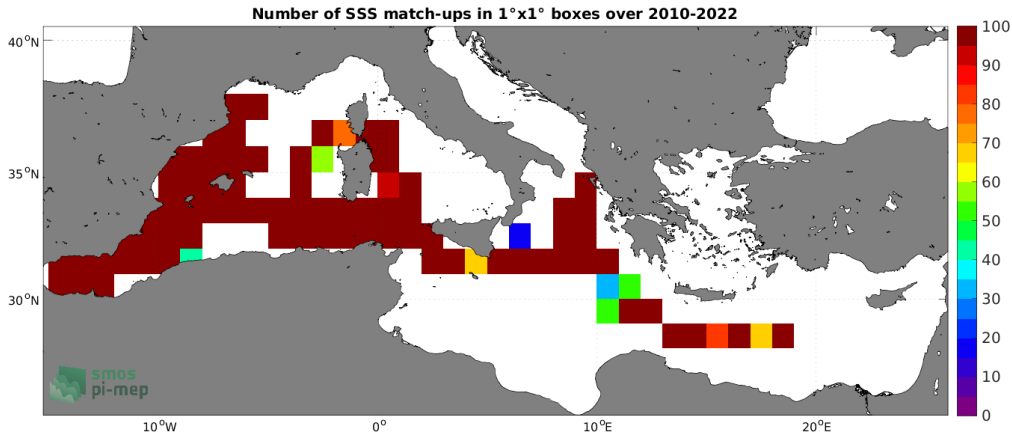 Number of SSS match-ups in 1°x1° boxes over 2010-2022
40°N
35°N
30°N
10°W
0°
10°E
20°E
100
90
80
70
60
50
40
30
20
10
0
smos
pi-mep